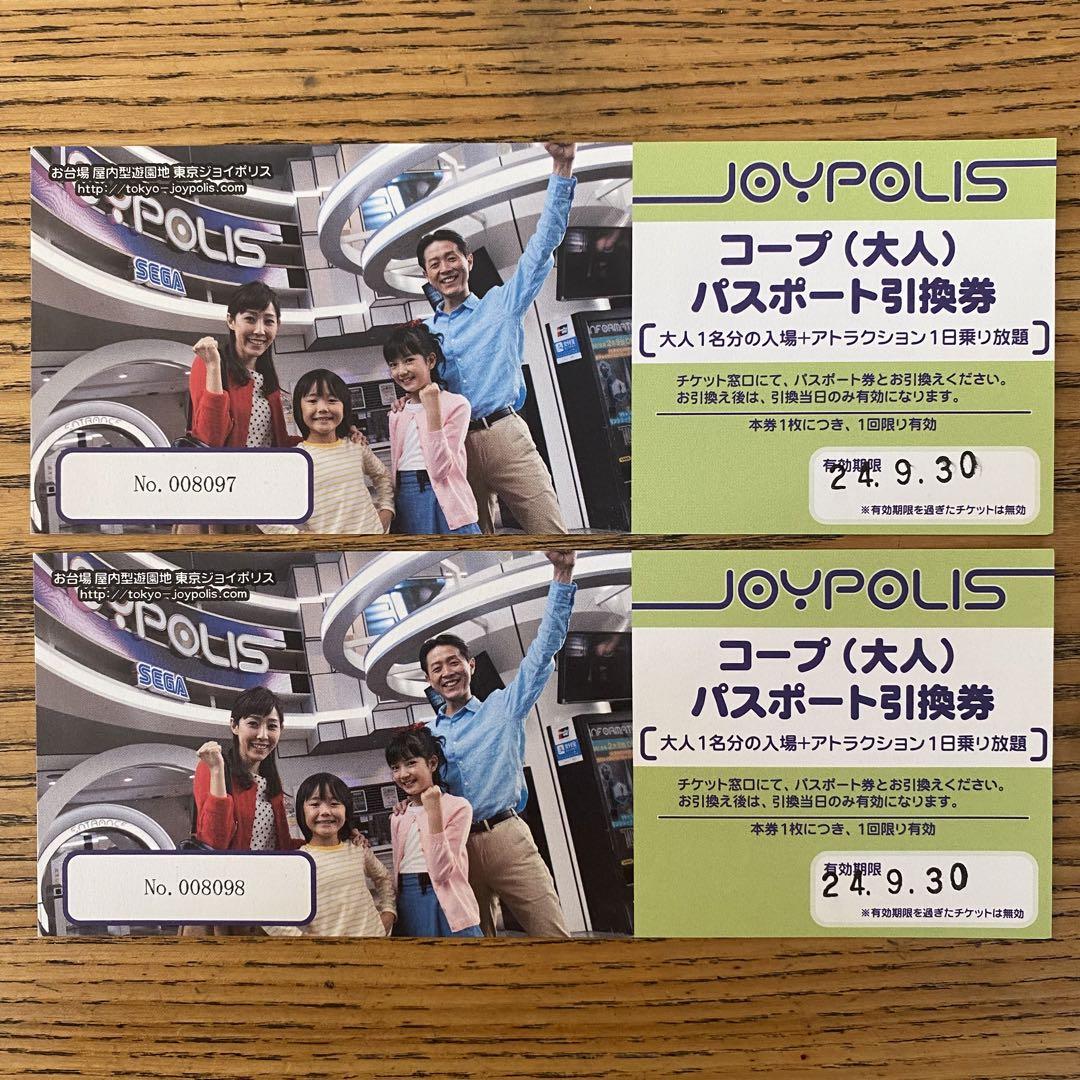 お台場 屋内型遊園地 東京ジョイポリス
http://tokyo-joypolis.com
JOYPOLIS
SEGA
ENTRANCE
No.008097
JOYPOLIS
コープ（大人）
パスポート引換券
[大人1名分の入場+アトラクション1日乗り放題]
チケット窓口にて、パスポート券とお引換えください。
お引換え後は、引換当日のみ有効になります。
本券1枚につき、1回限り有効
有効期限
24. 9. 30
※有効期限を過ぎたチケットは無効
お台場 屋内型遊園地 東京ジョイポリス
http://tokyo-joypolis.com
JOYPOLIS
SEGA
ENTRANCE
No.008098
JOYPOLIS
コープ（大人）
パスポート引換券
[大人1名分の入場+アトラクション1日乗り放題]
チケット窓口にて、パスポート券とお引換えください。
お引換え後は、引換当日のみ有効になります。
本券1枚につき、1回限り有効
有効期限
24. 9. 30
※有効期限を過ぎたチケットは無効